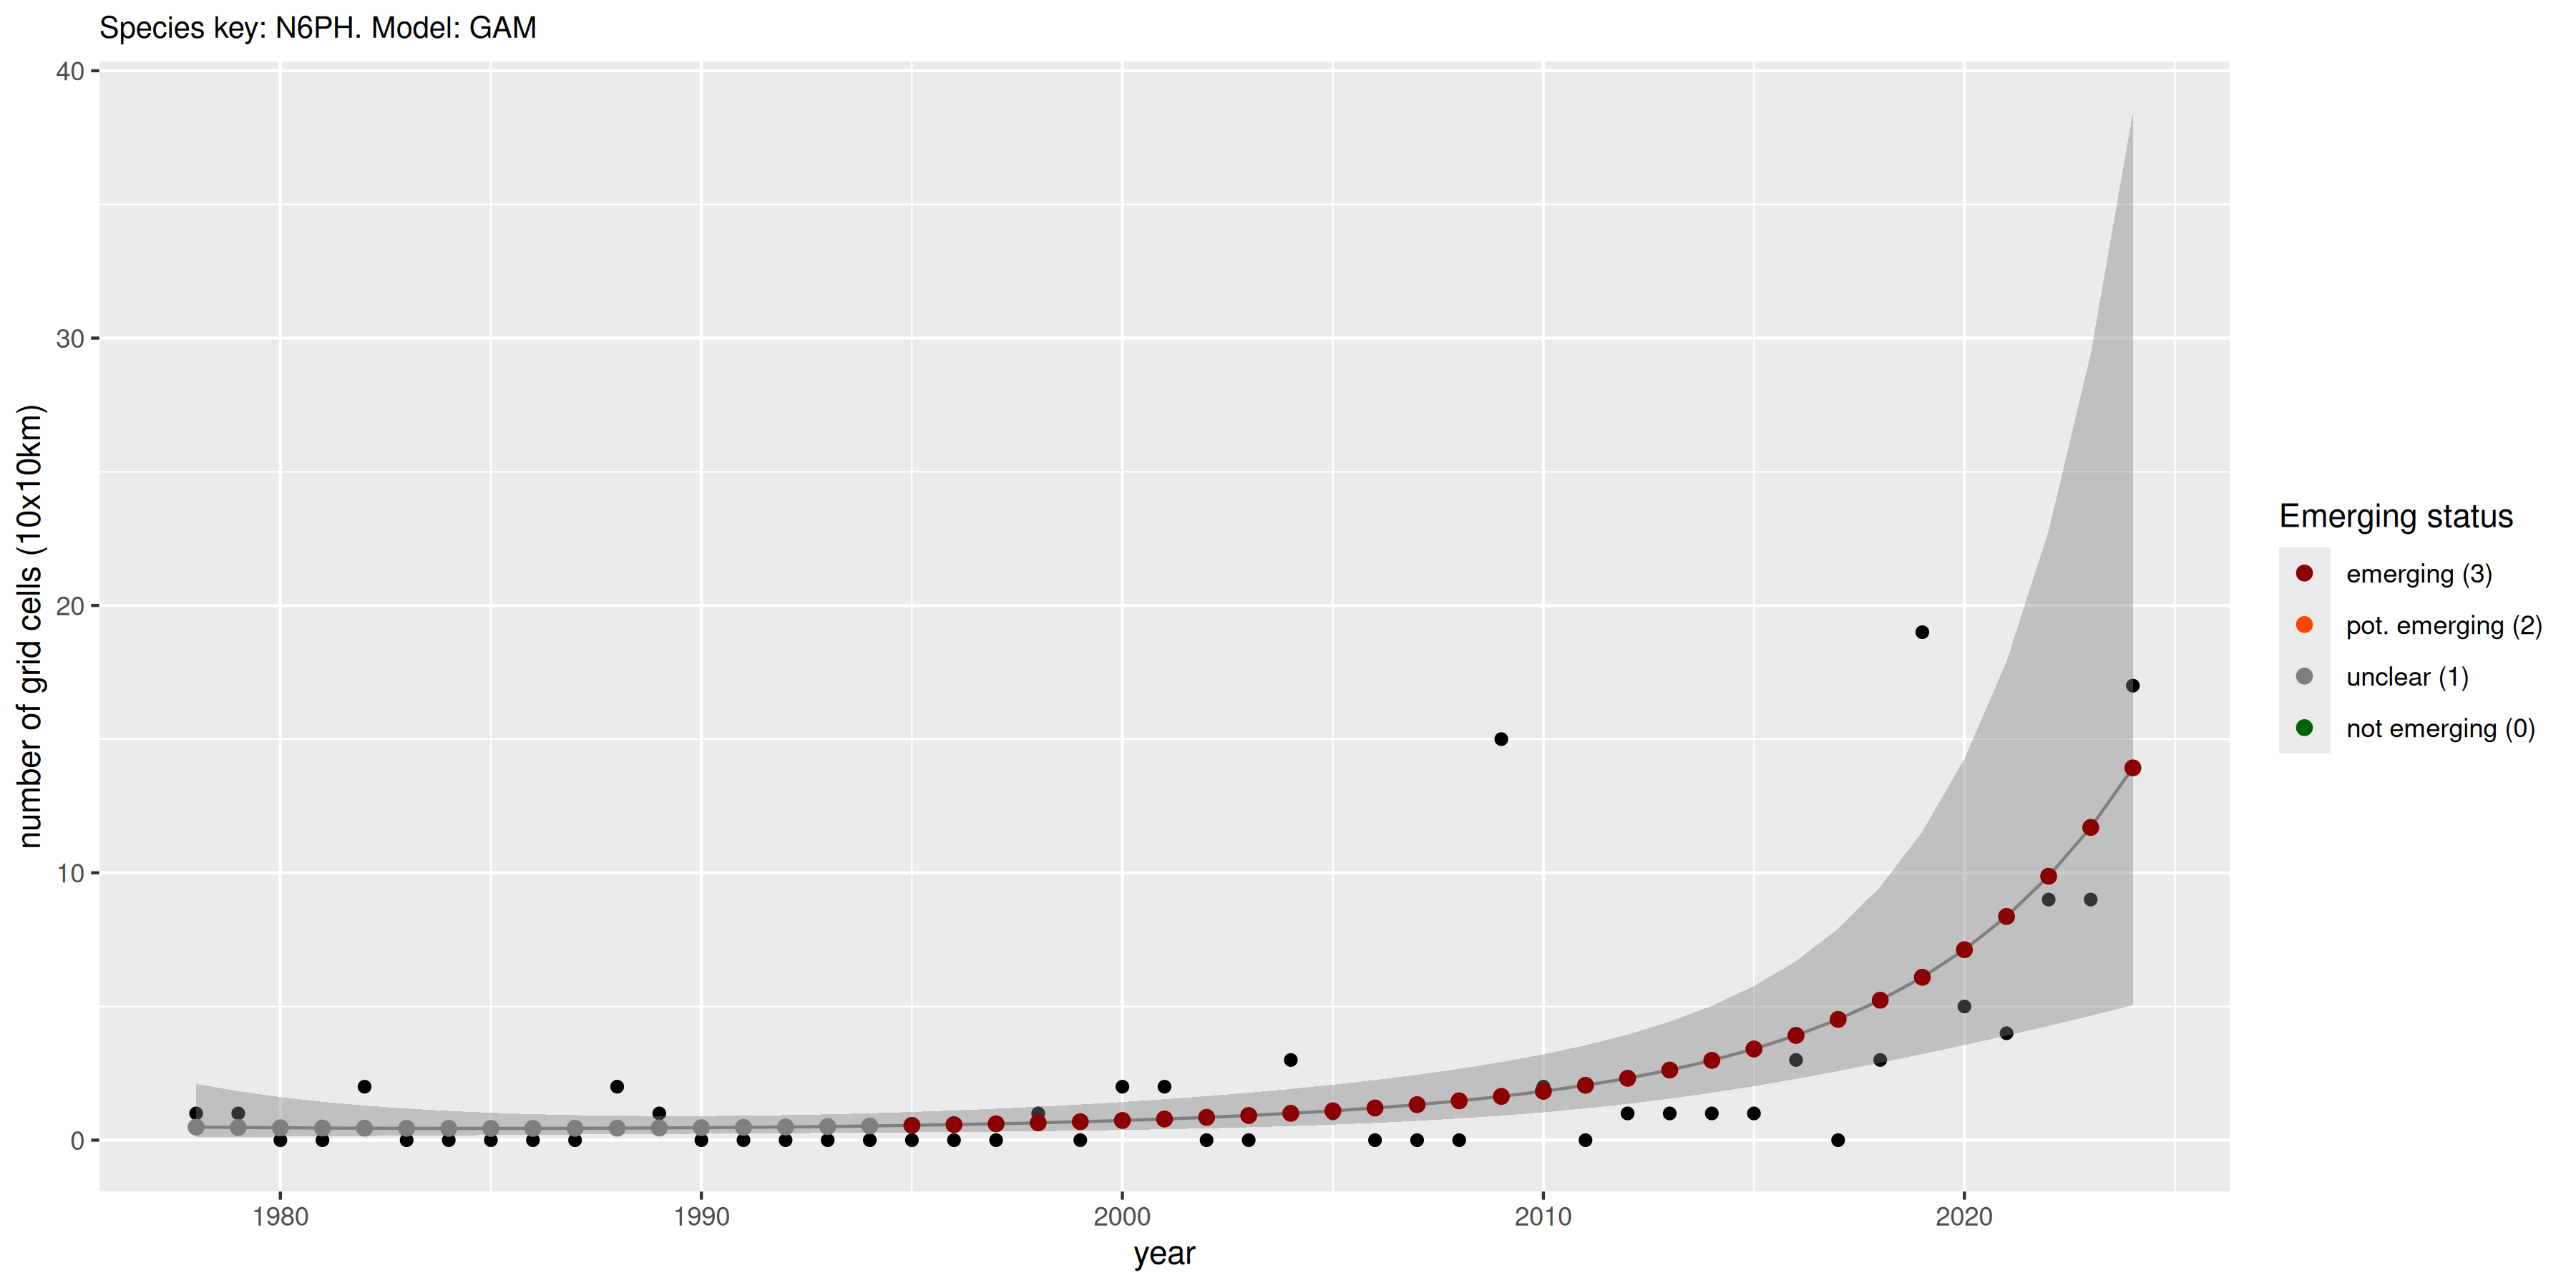 Species key: N6PH. Model: GAM
40
30
20
10
0
number of grid cells (10x10km)
1980 1990 2000 2010 2020
year
Emerging status
emerging (3)
pot. emerging (2)
unclear (1)
not emerging (0)